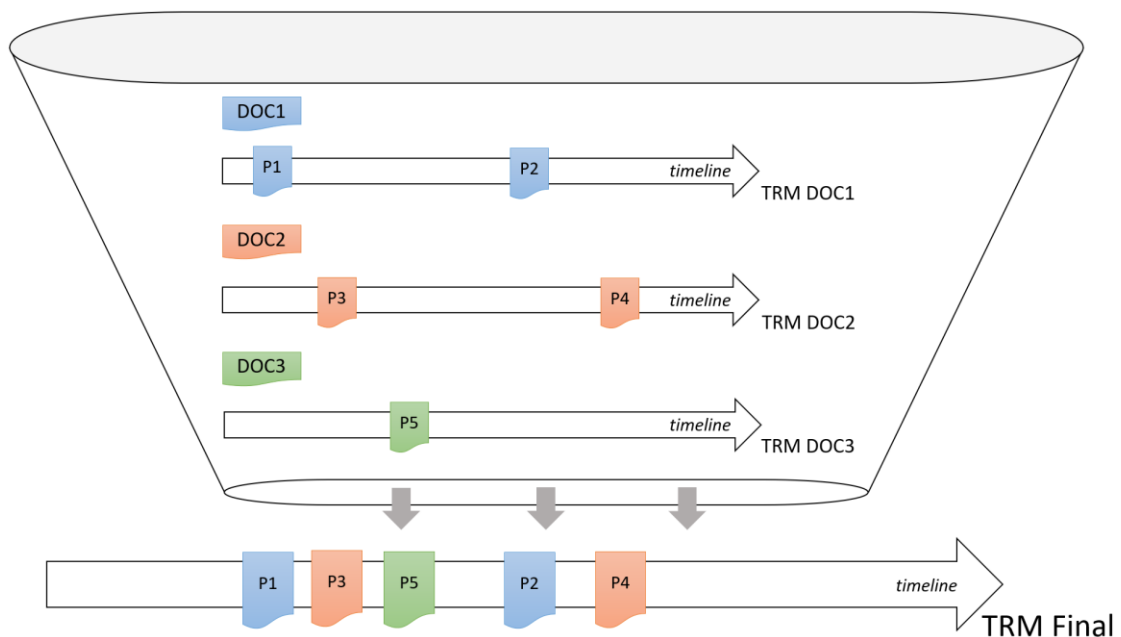 DOC1
P1
P2
timeline
TRM DOC1
DOC2
P3
P4
timeline
TRM DOC2
DOC3
P5
timeline
TRM DOC3
P1
P3
P5
P2
P4
timeline
TRM Final